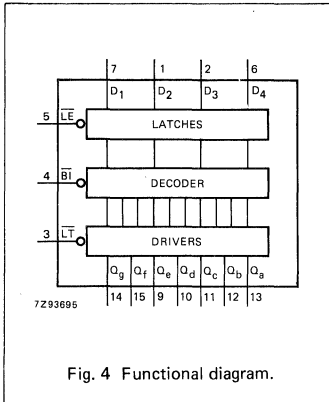 7 1 2 6
D1 D2 D3 D4
5 LE
LATCHES
4 BI
DECODER
3 LT
DRIVERS
Qg Qf Qe Qd Qc Qb Qa
14 15 9 10 11 12 13
7Z93695
Fig. 4 Functional diagram.